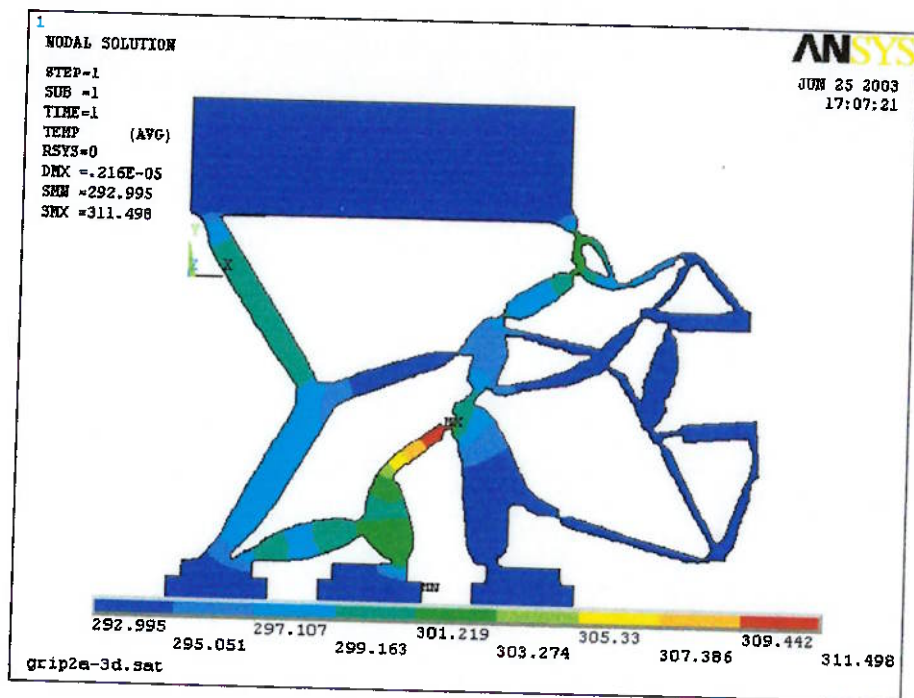 1
NODAL SOLUTION
STEP=1
SUB =1
TIME=1
TEMP (AVG)
RSYS=0
DMX =.216E-05
SMN =292.995
SMX =311.498
ANSYS
JUN 25 2003
17:07:21
Y
Z X
MX
MN
292.995 297.107 301.219 305.33 309.442
295.051 299.163 303.274 307.386 311.498
grip2a-3d.sat